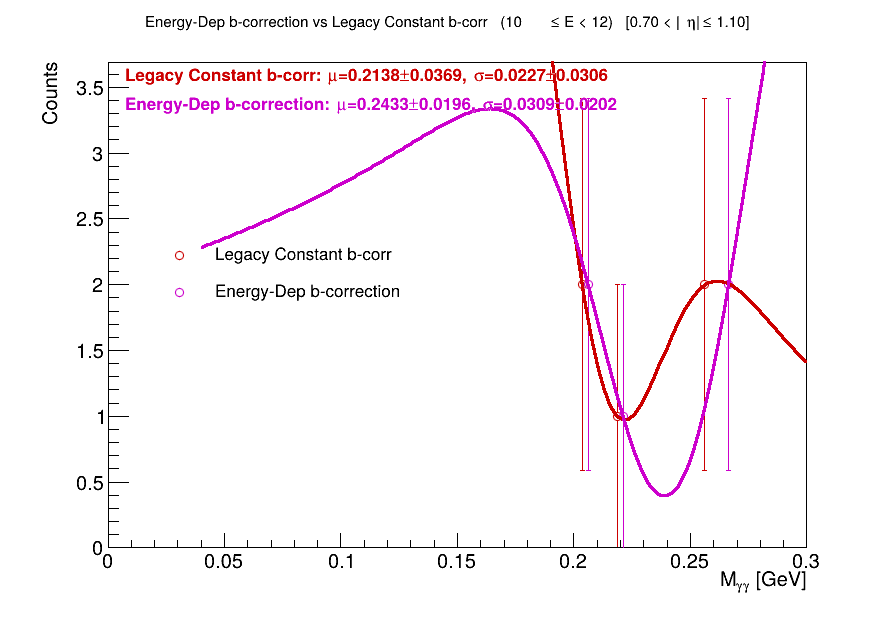 Energy-Dep b-correction vs Legacy Constant b-corr (10 ≤ E < 12) [0.70 < | η| ≤ 1.10]
Counts
Legacy Constant b-corr: μ=0.2138±0.0369, σ=0.0227±0.0306
Energy-Dep b-correction: μ=0.2433±0.0196, σ=0.0309±0.0202
3.5
3
2.5
2
1.5
1
0.5
0
Legacy Constant b-corr
Energy-Dep b-correction
0 0.05 0.1 0.15 0.2 0.25 0.3
Mγγ [GeV]